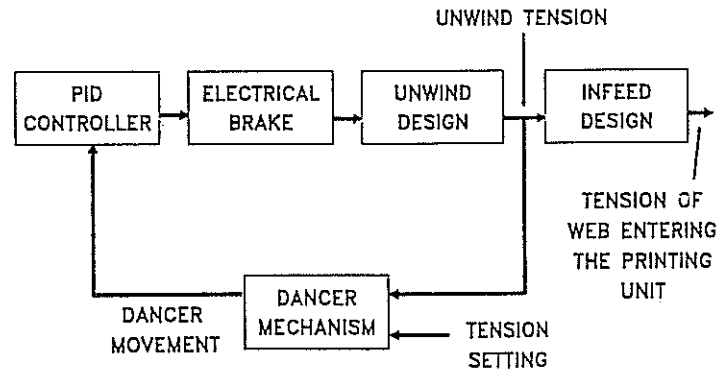 UNWIND TENSION
PID
CONTROLLER
ELECTRICAL
BRAKE
UNWIND
DESIGN
INFEED
DESIGN
TENSION OF
WEB ENTERING
THE PRINTING
UNIT
DANCER
MECHANISM
DANCER
MOVEMENT
TENSION
SETTING